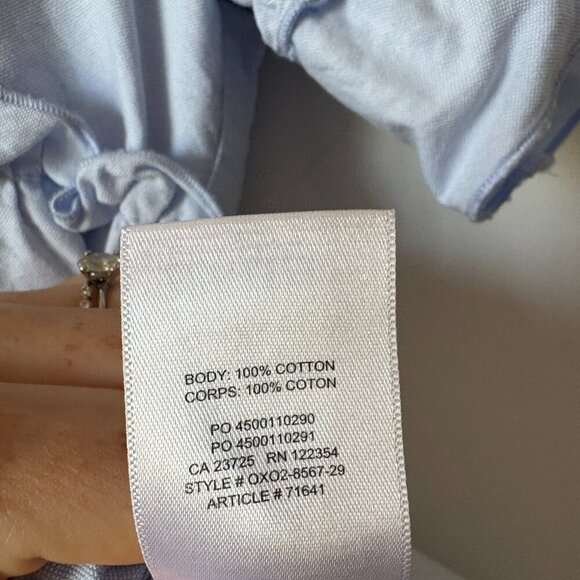 BODY: 100% COTTON
CORPS: 100% COTON
PO 4500110290
PO 4500110291
CA 23725 RN 122354
STYLE # OXO2-8567-29
ARTICLE # 71641